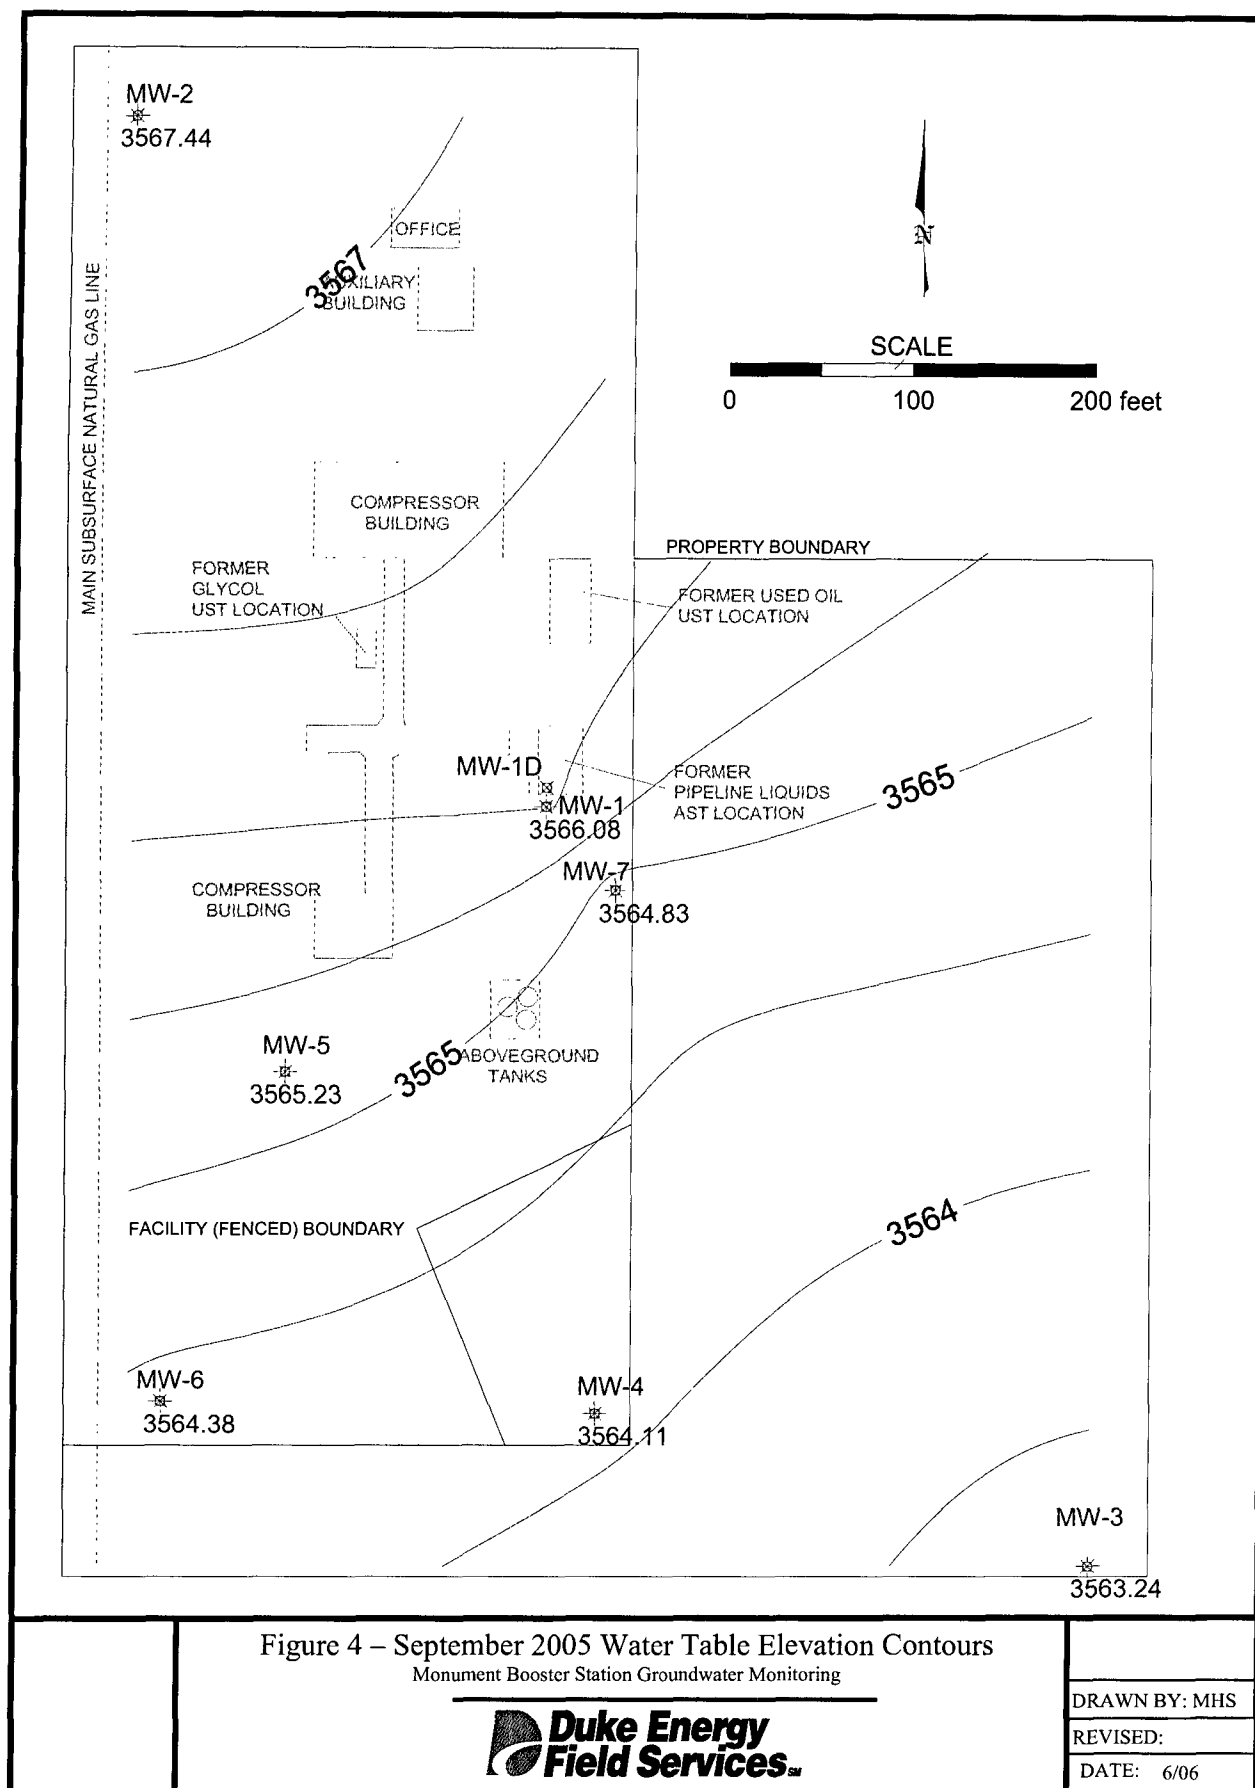 MW-2
3567.44
OFFICE
3567
AUXILIARY
BUILDING
MAIN SUBSURFACE NATURAL GAS LINE
N
SCALE
0 100 200 feet
COMPRESSOR
BUILDING
PROPERTY BOUNDARY
FORMER
GLYCOL
UST LOCATION
FORMER USED OIL
UST LOCATION
MW-1D
FORMER
PIPELINE LIQUIDS
AST LOCATION
3565
MW-1
3566.08
MW-7
3564.83
COMPRESSOR
BUILDING
MW-5
3565.23
3565
ABOVEGROUND
TANKS
FACILITY (FENCED) BOUNDARY
3564
MW-6
3564.38
MW-4
3564.11
MW-3
3563.24
Figure 4 – September 2005 Water Table Elevation Contours
Monument Booster Station Groundwater Monitoring
Duke Energy
Field Services SM
DRAWN BY: MHS
REVISED:
DATE: 6/06